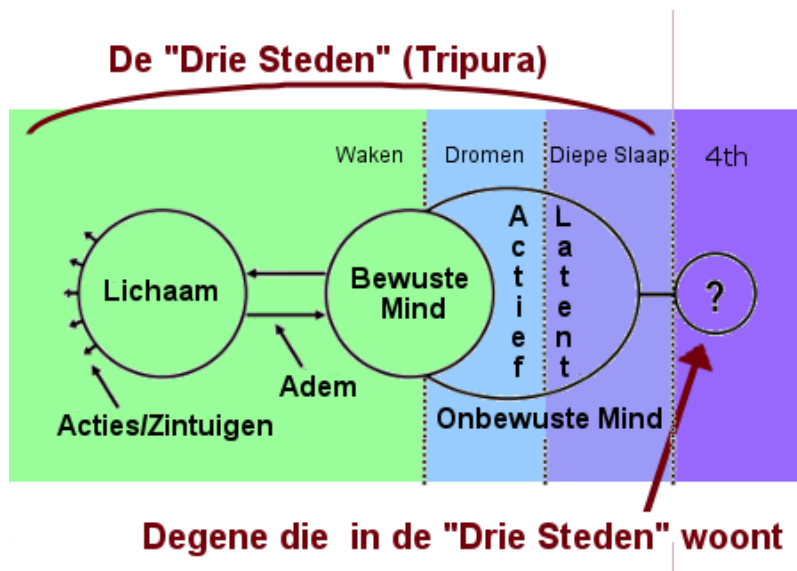 De "Drie Steden" (Tripura)
Waken
Dromen
Diepe Slaap
4th
Lichaam
Bewuste
Mind
Actief
Latent
?
Adem
Acties/Zintuigen
Onbewuste Mind
Degene die in de "Drie Steden" woont